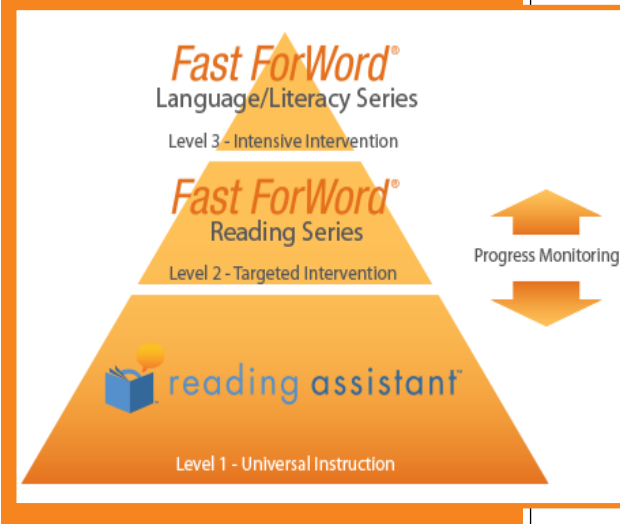 Fast ForWord®
Language/Literacy Series
Level 3 - Intensive Intervention
Fast ForWord®
Reading Series
Level 2 - Targeted Intervention
Progress Monitoring
reading assistant™
Level 1 - Universal Instruction